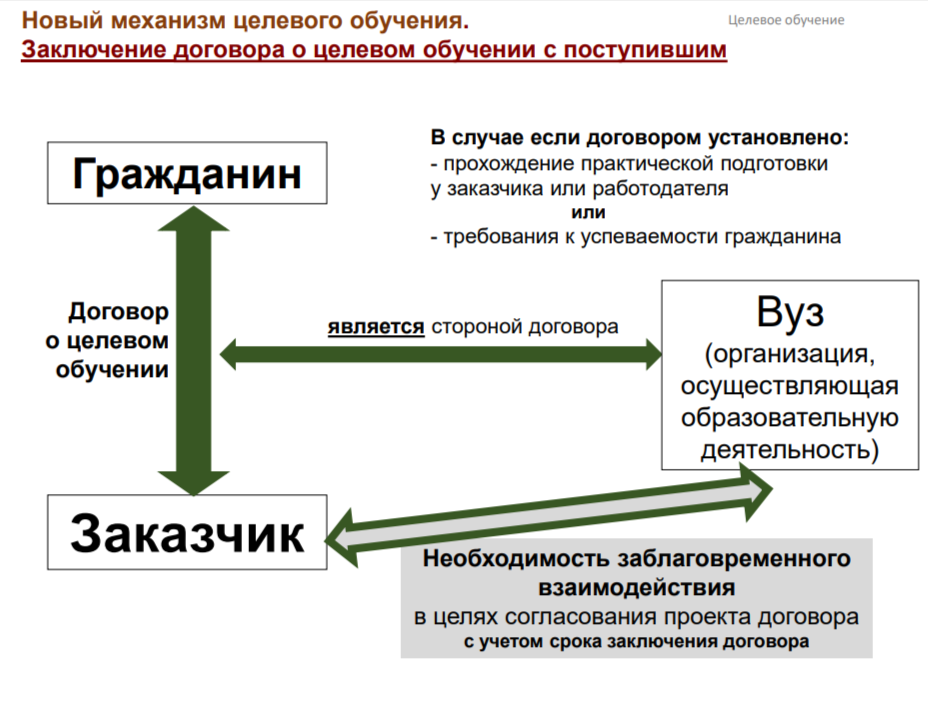 Новый механизм целевого обучения.
Целевое обучение
Заключение договора о целевом обучении с поступившим
В случае если договором установлено:
- прохождение практической подготовки
у заказчика или работодателя
или
- требования к успеваемости гражданина
Гражданин
Договор
о целевом
обучении
является стороной договора
Вуз
(организация,
осуществляющая
образовательную
деятельность)
Заказчик
Необходимость заблаговременного
взаимодействия
в целях согласования проекта договора
с учетом срока заключения договора